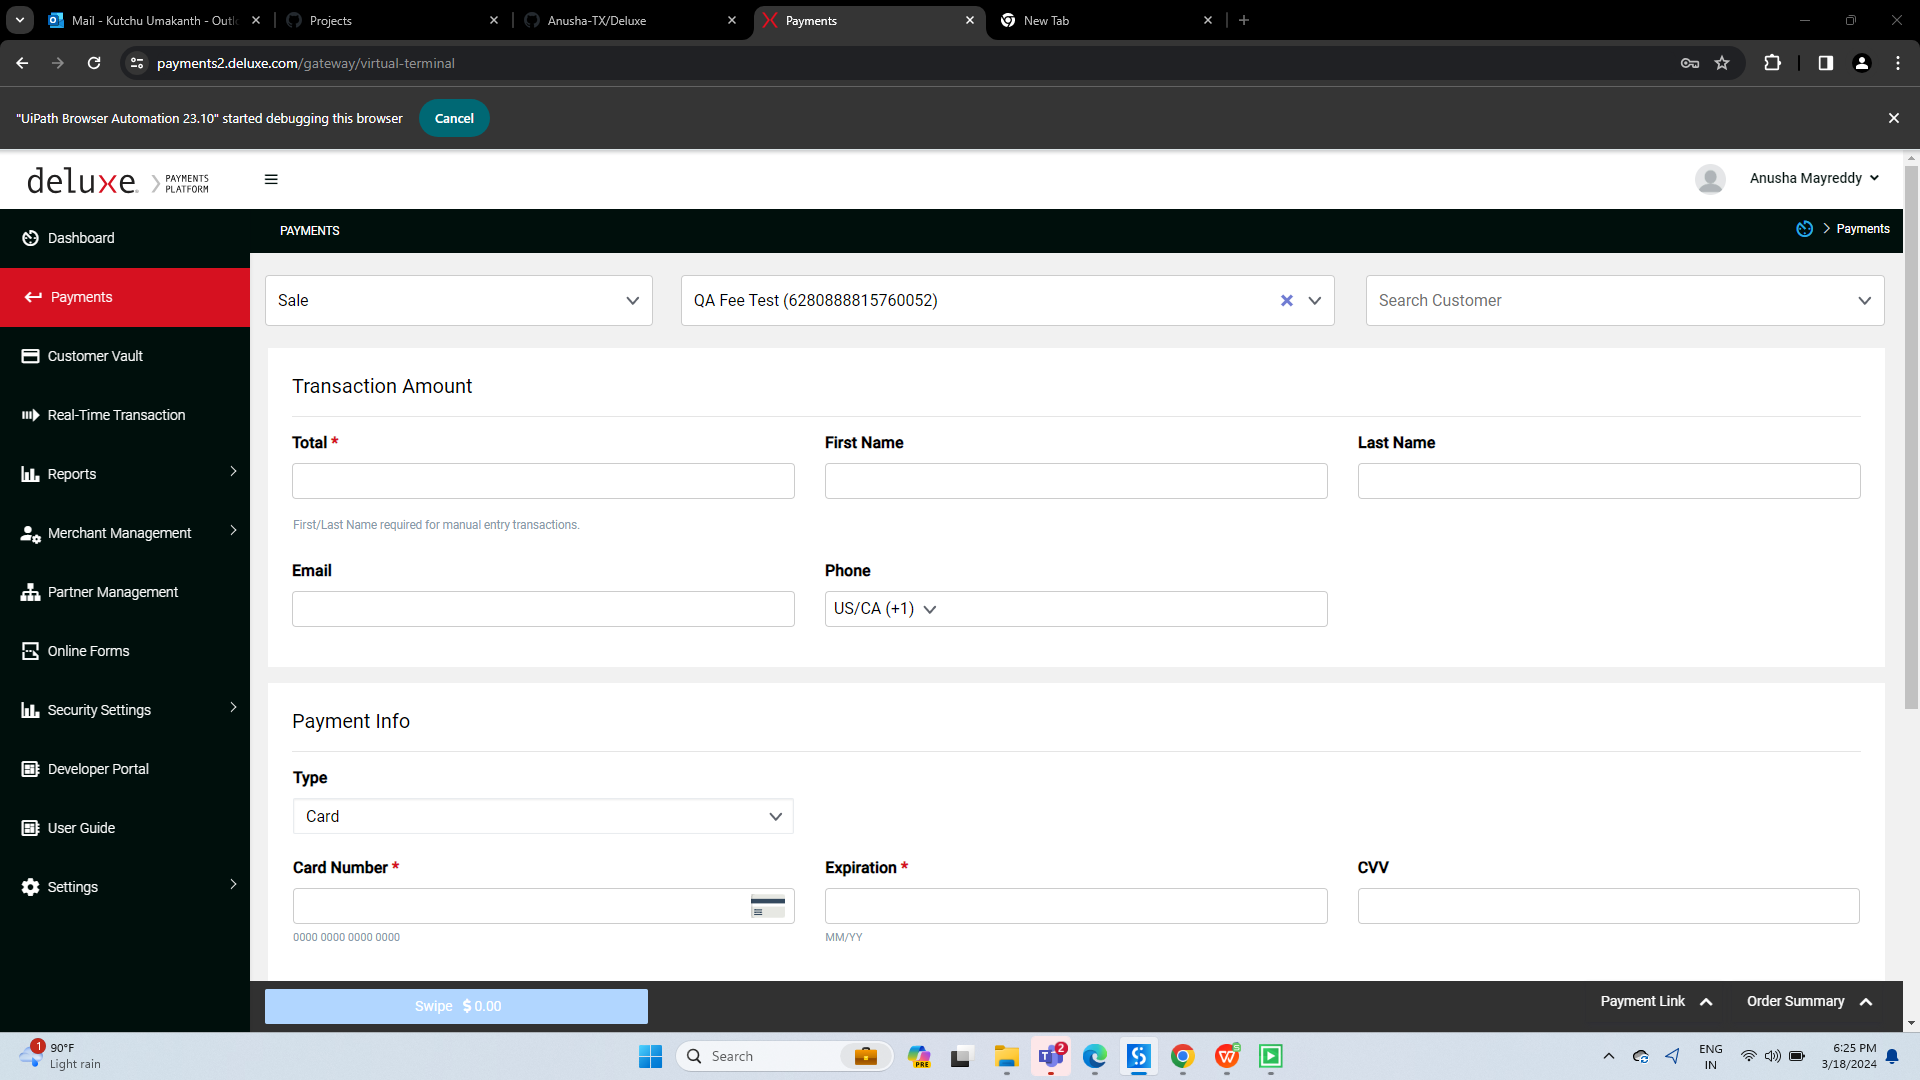 Mail - Kutchu Umakanth - Outl
Projects
Anusha-TX/Deluxe
Payments
New Tab
payments2.deluxe.com/gateway/virtual-terminal
"UiPath Browser Automation 23.10" started debugging this browser
Cancel
deluxe.
PAYMENTS
PLATFORM
Anusha Mayreddy
Dashboard
PAYMENTS
Payments
Payments
Sale
QA Fee Test (6280888815760052)
Search Customer
Customer Vault
Transaction Amount
Real-Time Transaction
Total *
First Name
Last Name
Reports
First/Last Name required for manual entry transactions.
Merchant Management
Email
Phone
Partner Management
US/CA (+1)
Online Forms
Security Settings
Payment Info
Developer Portal
Type
Card
User Guide
Card Number *
Expiration *
CVV
Settings
0000 0000 0000 0000
MM/YY
Swipe $ 0.00
Payment Link
Order Summary
1
90°F
Light rain
Search
PRE
2
ENG
IN
6:25 PM
3/18/2024